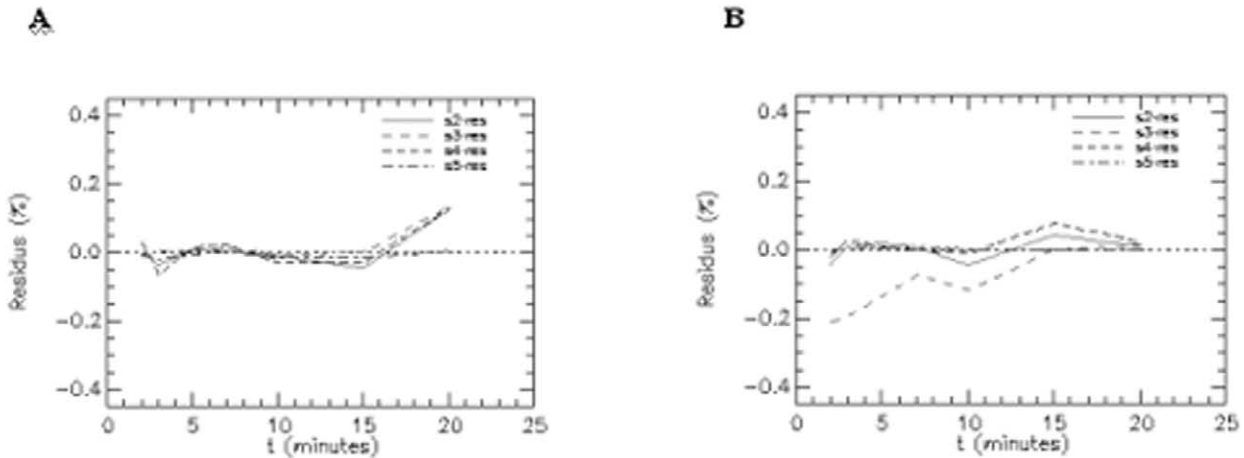 A
B
0.4
0.2
0.0
−0.2
−0.4
Residus (%)
0
5
10
15
20
25
t (minutes)
s2-res
s3-res
s4-res
s5-res
0.4
0.2
0.0
−0.2
−0.4
Residus (%)
0
5
10
15
20
25
t (minutes)
s2-res
s3-res
s4-res
s5-res